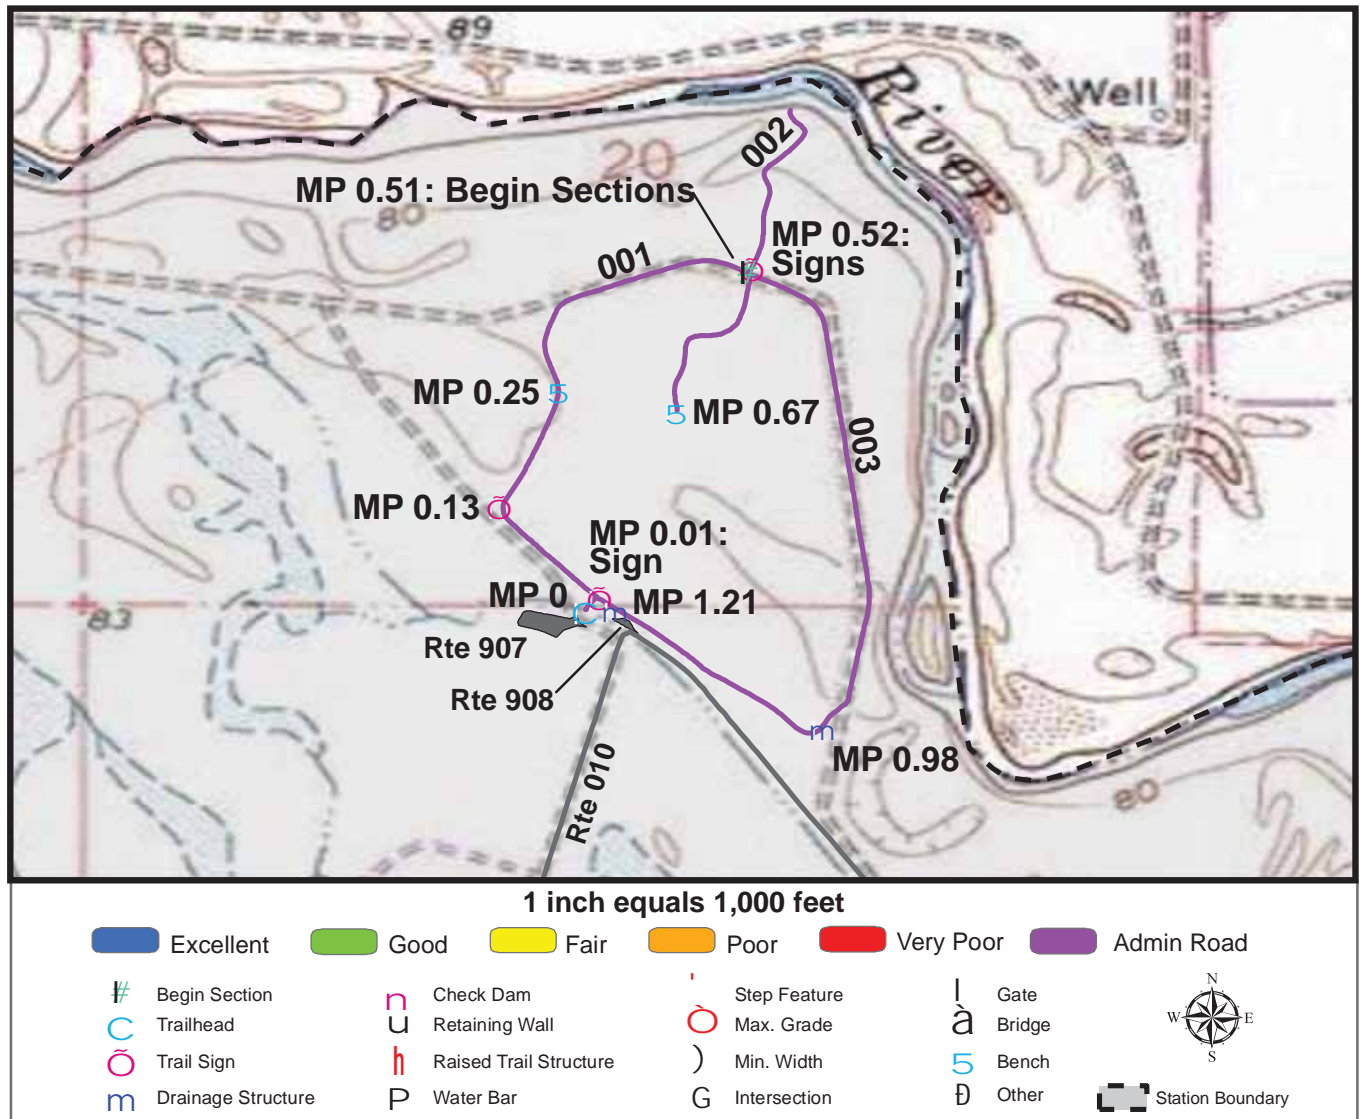 89
River
Well
20
002
MP 0.51: Begin Sections
80
MP 0.52:
Signs
001
MP 0.25
5
5
MP 0.67
003
MP 0.13
Õ
MP 0.01:
Sign
MP 0
Õ
C
m
MP 1.21
83
Rte 907
Rte 908
m
MP 0.98
Rte 010
80
1 inch equals 1,000 feet
Excellent
Good
Fair
Poor
Very Poor
Admin Road
# Begin Section
n Check Dam
' Step Feature
I Gate
C Trailhead
u Retaining Wall
Ò Max. Grade
à Bridge
Õ Trail Sign
h Raised Trail Structure
) Min. Width
5 Bench
m Drainage Structure
P Water Bar
G Intersection
Đ Other
N
W E
S
Station Boundary